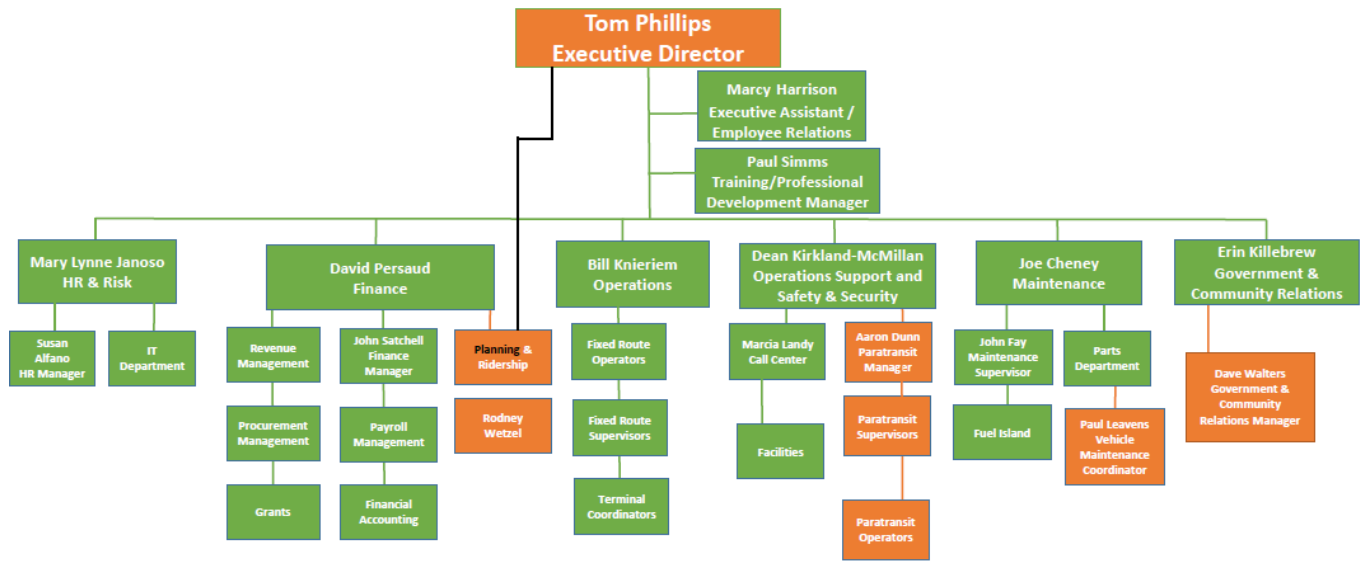 Tom Phillips
Executive Director
Marcy Harrison
Executive Assistant /
Employee Relations
Paul Simms
Training/Professional
Development Manager
Mary Lynne Janoso
HR & Risk
David Persaud
Finance
Bill Knieriem
Operations
Dean Kirkland-McMillan
Operations Support and
Safety & Security
Joe Cheney
Maintenance
Erin Killebrew
Government &
Community Relations
Susan
Alfano
HR Manager
IT
Department
Revenue
Management
John Satchell
Finance
Manager
Planning &
Ridership
Fixed Route
Operators
Marcia Landy
Call Center
Aaron Dunn
Paratransit
Manager
John Fay
Maintenance
Supervisor
Parts
Department
Dave Walters
Government &
Community
Relations Manager
Procurement
Management
Payroll
Management
Rodney
Wetzel
Fixed Route
Supervisors
Facilities
Paratransit
Supervisors
Fuel Island
Paul Leavens
Vehicle
Maintenance
Coordinator
Grants
Financial
Accounting
Terminal
Coordinators
Paratransit
Operators